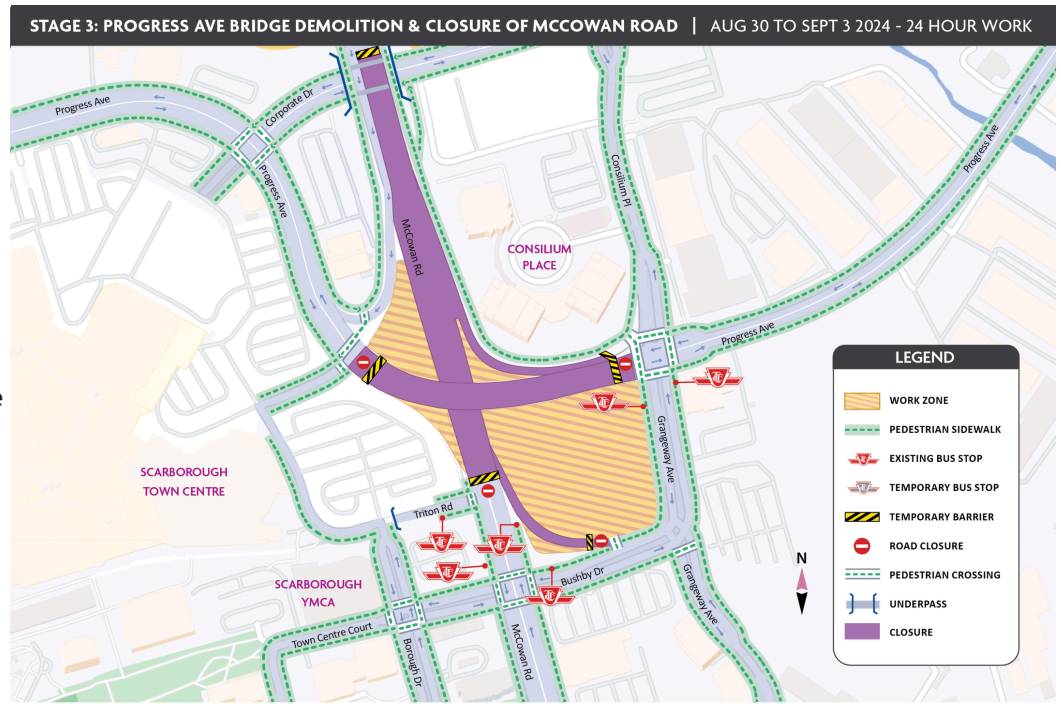 STAGE 3: PROGRESS AVE BRIDGE DEMOLITION & CLOSURE OF MCCOWAN ROAD | AUG 30 TO SEPT 3 2024 - 24 HOUR WORK
Progress Ave
Corporate Dr
Progress Ave
McCowan Rd
Consilium Pl
Progress Ave
CONSILIUM
PLACE
Progress Ave
e
Grangeway Ave
SCARBOROUGH
TOWN CENTRE
Triton Rd
SCARBOROUGH
YMCA
Bushby Dr
Grangeway Ave
Town Centre Court
Borough Dr
McCowan Rd
N
LEGEND
WORK ZONE
PEDESTRIAN SIDEWALK
EXISTING BUS STOP
TEMPORARY BUS STOP
TEMPORARY BARRIER
ROAD CLOSURE
PEDESTRIAN CROSSING
UNDERPASS
CLOSURE